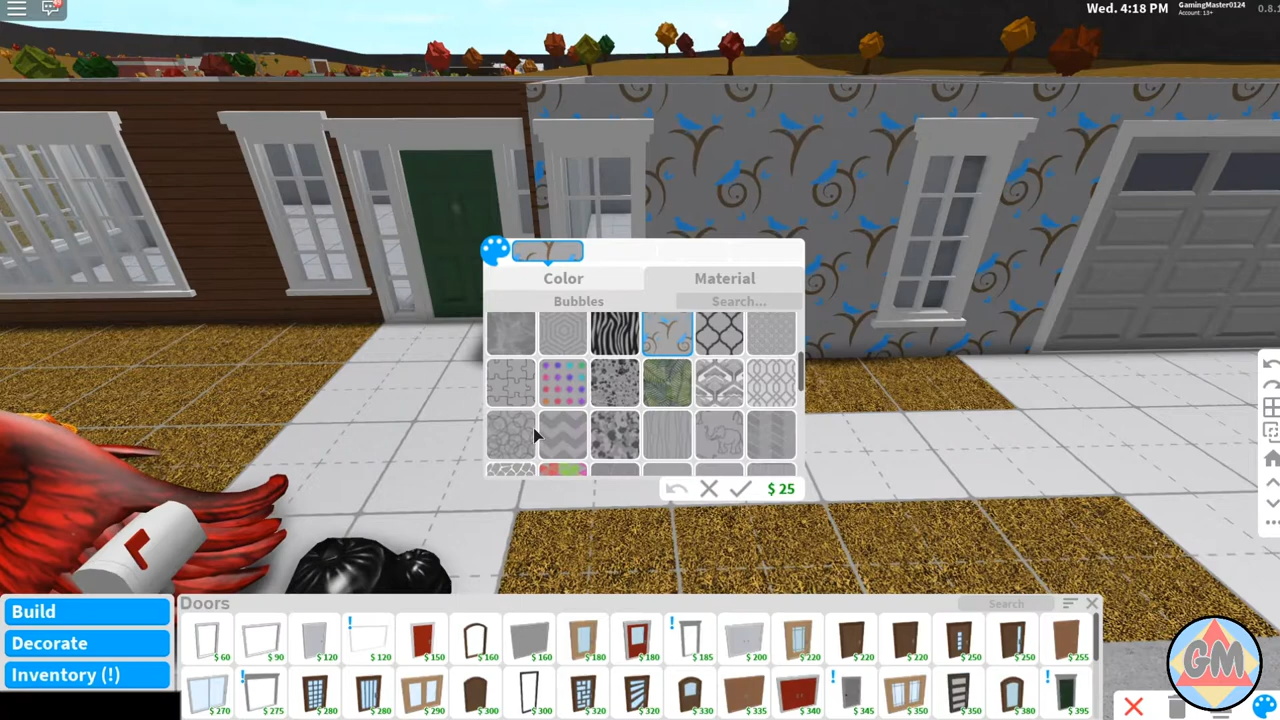 Wed. 4:18 PM
GamingMaster0124
Account: 13+
0.8.
Color
Material
Bubbles
Search...
$ 25
Build
Decorate
Inventory (!)
Doors
Search
$ 60
$ 90
$ 120
! $ 120
$ 150
$ 160
$ 160
$ 180
$ 180
! $ 185
$ 200
$ 220
$ 220
$ 220
$ 250
$ 250
$ 255
$ 270
! $ 275
$ 280
! $ 280
$ 290
$ 300
$ 300
$ 320
$ 320
! $ 330
$ 335
$ 340
! $ 345
$ 350
$ 350
$ 380
! $ 395
GM